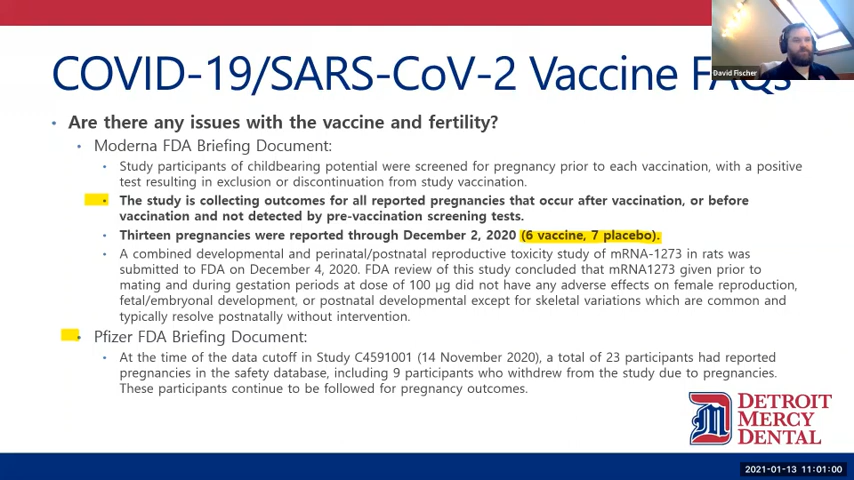 COVID-19/SARS-CoV-2 Vaccine FAQs
David Fischer
• Are there any issues with the vaccine and fertility?
• Moderna FDA Briefing Document:
• Study participants of childbearing potential were screened for pregnancy prior to each vaccination, with a positive
test resulting in exclusion or discontinuation from study vaccination.
• The study is collecting outcomes for all reported pregnancies that occur after vaccination, or before
vaccination and not detected by pre-vaccination screening tests.
• Thirteen pregnancies were reported through December 2, 2020 (6 vaccine, 7 placebo).
• A combined developmental and perinatal/postnatal reproductive toxicity study of mRNA-1273 in rats was
submitted to FDA on December 4, 2020. FDA review of this study concluded that mRNA1273 given prior to
mating and during gestation periods at dose of 100 μg did not have any adverse effects on female reproduction,
fetal/embryonal development, or postnatal developmental except for skeletal variations which are common and
typically resolve postnatally without intervention.
• Pfizer FDA Briefing Document:
• At the time of the data cutoff in Study C4591001 (14 November 2020), a total of 23 participants had reported
pregnancies in the safety database, including 9 participants who withdrew from the study due to pregnancies.
These participants continue to be followed for pregnancy outcomes.
DETROIT
MERCY
DENTAL
2021-01-13 11:01:00